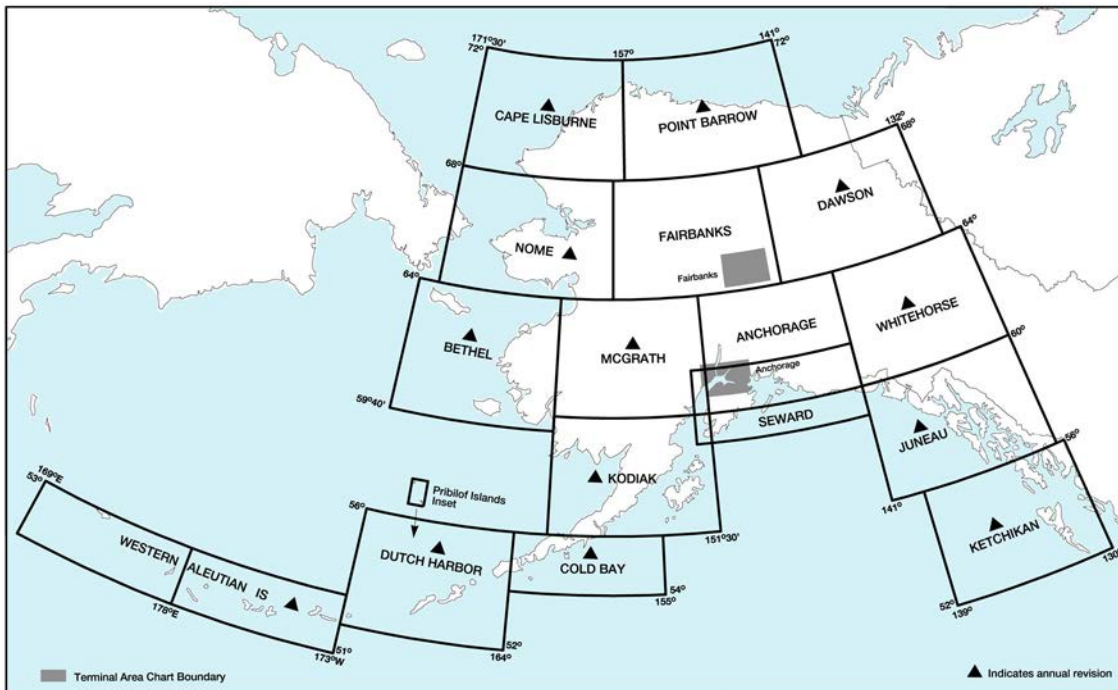 171°30'
72°
157°
141°
72°
CAPE LISBURNE
POINT BARROW
68°
132°
68°
DAWSON
NOME
FAIRBANKS
Fairbanks
64°
64°
BETHEL
MCGRATH
ANCHORAGE
WHITEHORSE
Anchorage
60°
59°40'
SEWARD
JUNEAU
56°
169°E
53°
Pribilof Islands
Inset
KODIAK
56°
141°
151°30'
KETCHIKAN
WESTERN ALEUTIAN IS
DUTCH HARBOR
COLD BAY
54°
155°
130°
52°
139°
178°E
51°
173°W
52°
164°
Terminal Area Chart Boundary
Indicates annual revision